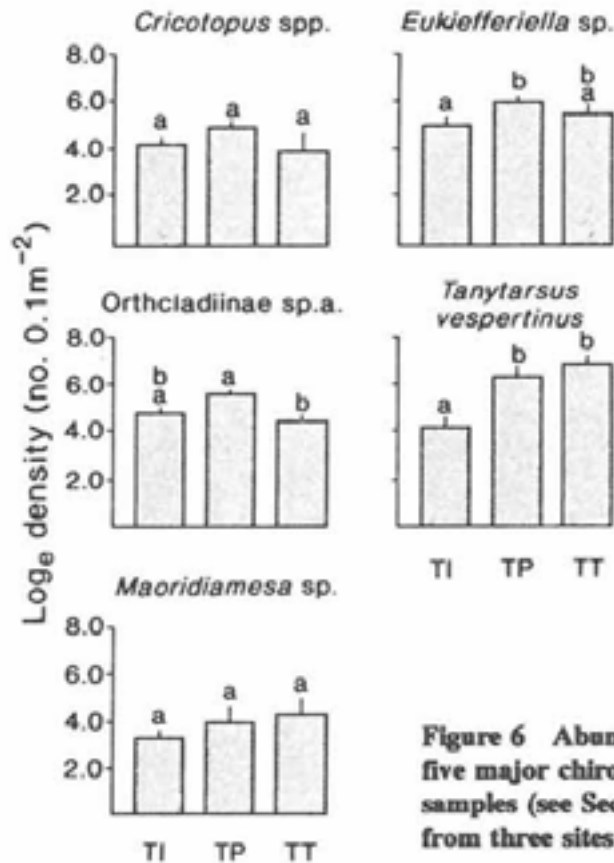 Cricotopus spp.
Eukiefferiella sp.
Log_e density (no. 0.1m^-2)
8.0
6.0
4.0
2.0
a
a
a
a
b
b
a
Orthcladiinae sp.a.
Tanytarsus
vespertinus
8.0
6.0
4.0
2.0
b
a
a
b
a
b
b
TI TP TT
Maoridiamesa sp.
8.0
6.0
4.0
2.0
a
a
a
TI TP TT
Figure 6 Abun
five major chiro
samples (see Sec
from three sites